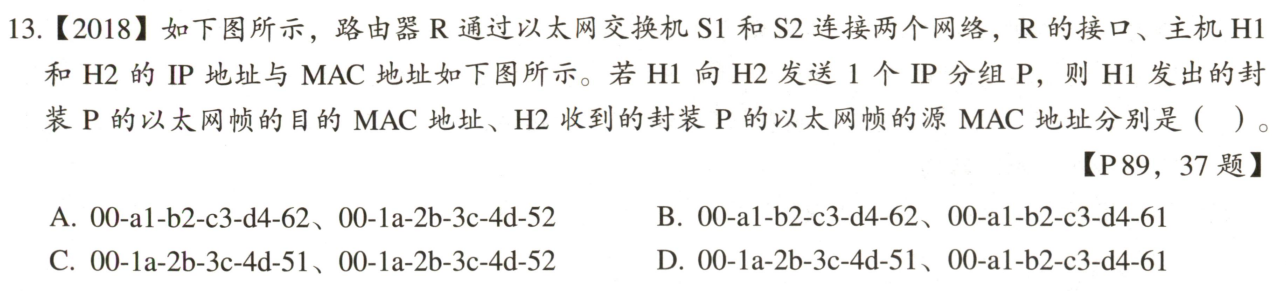 13.【2018】如下图所示，路由器 R 通过以太网交换机 S1 和 S2 连接两个网络，R 的接口、主机 H1
和 H2 的 IP 地址与 MAC 地址如下图所示。若 H1 向 H2 发送 1 个 IP 分组 P，则 H1 发出的封
装 P 的以太网帧的目的 MAC 地址、H2 收到的封装 P 的以太网帧的源 MAC 地址分别是（ ）。
【P89，37 题】
A. 00-a1-b2-c3-d4-62、00-1a-2b-3c-4d-52 B. 00-a1-b2-c3-d4-62、00-a1-b2-c3-d4-61
C. 00-1a-2b-3c-4d-51、00-1a-2b-3c-4d-52 D. 00-1a-2b-3c-4d-51、00-a1-b2-c3-d4-61